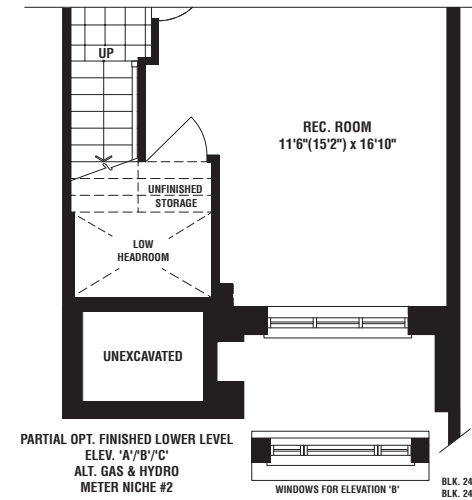 UP
REC. ROOM
11'6"(15'2") x 16'10"
UNFINISHED
STORAGE
LOW
HEADROOM
UNEXCAVATED
PARTIAL OPT. FINISHED LOWER LEVEL
ELEV. 'A'/'B'/'C'
ALT. GAS & HYDRO
METER NICHE #2
WINDOWS FOR ELEVATION 'B'
BLK. 24
BLK. 24